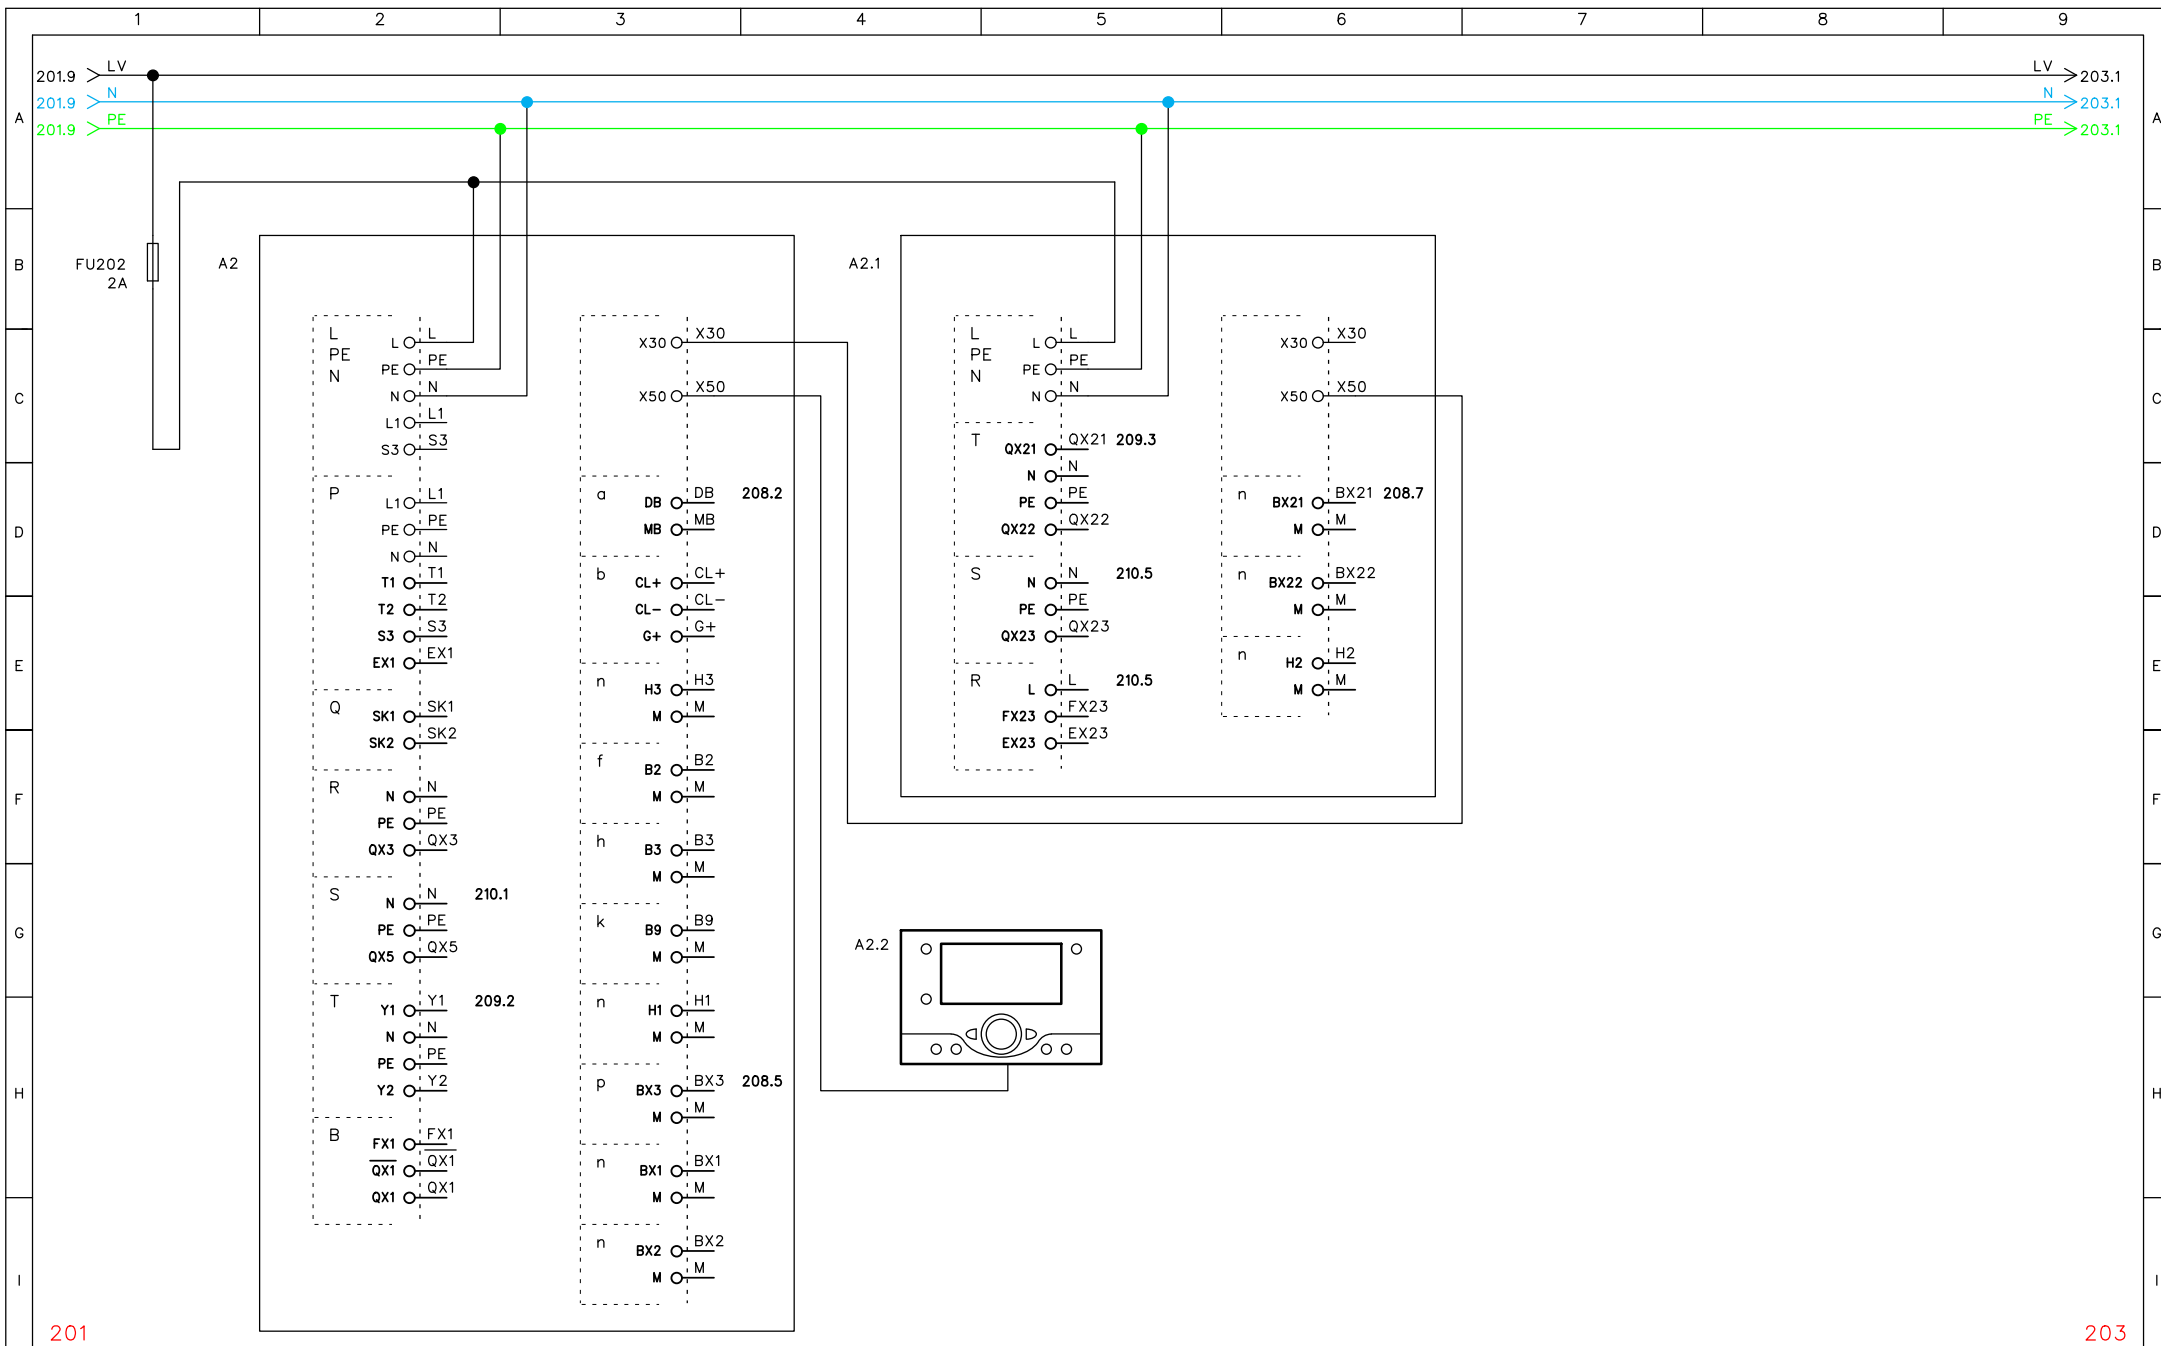 1 2 3 4 5 6 7 8 9
201.9 LV LV 203.1
201.9 N N 203.1
201.9 PE PE 203.1
A A
B B
C C
D D
E E
F F
G G
H H
I I
FU202
2A
A2
L
PE
N
L L
PE PE
N N
L1 L1
S3 S3
P
L1 L1
PE PE
N N
T1 T1
T2 T2
S3 S3
EX1 EX1
Q
SK1 SK1
SK2 SK2
R
N N
PE PE
QX3 QX3
S
N N 210.1
PE PE
QX5 QX5
T
Y1 Y1 209.2
N N
PE PE
Y2 Y2
B
FX1 FX1
QX1 QX1
QX1 QX1
X30 X30
X50 X50
a
DB DB 208.2
MB MB
b
CL+ CL+
CL- CL-
G+ G+
n
H3 H3
M M
f
B2 B2
M M
h
B3 B3
M M
k
B9 B9
M M
n
H1 H1
M M
p
BX3 BX3 208.5
M M
n
BX1 BX1
M M
n
BX2 BX2
M M
A2.1
L
PE
N
L L
PE PE
N N
T
QX21 QX21 209.3
N N
PE PE
QX22 QX22
S
N N 210.5
PE PE
QX23 QX23
R
L L 210.5
FX23 FX23
EX23 EX23
X30 X30
X50 X50
n
BX21 BX21 208.7
M M
n
BX22 BX22
M M
n
H2 H2
M M
A2.2
201 203